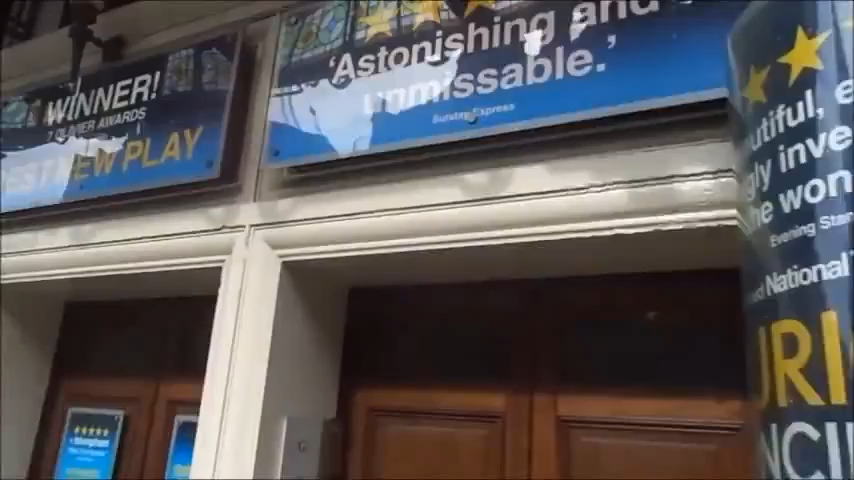 WINNER!
7 OLIVIER AWARDS
BEST NEW PLAY
'Astonishing and
unmissable.'
Sunday Express
utiful, e
gly inve
he won
Evening Stan
d National
URI
NCI